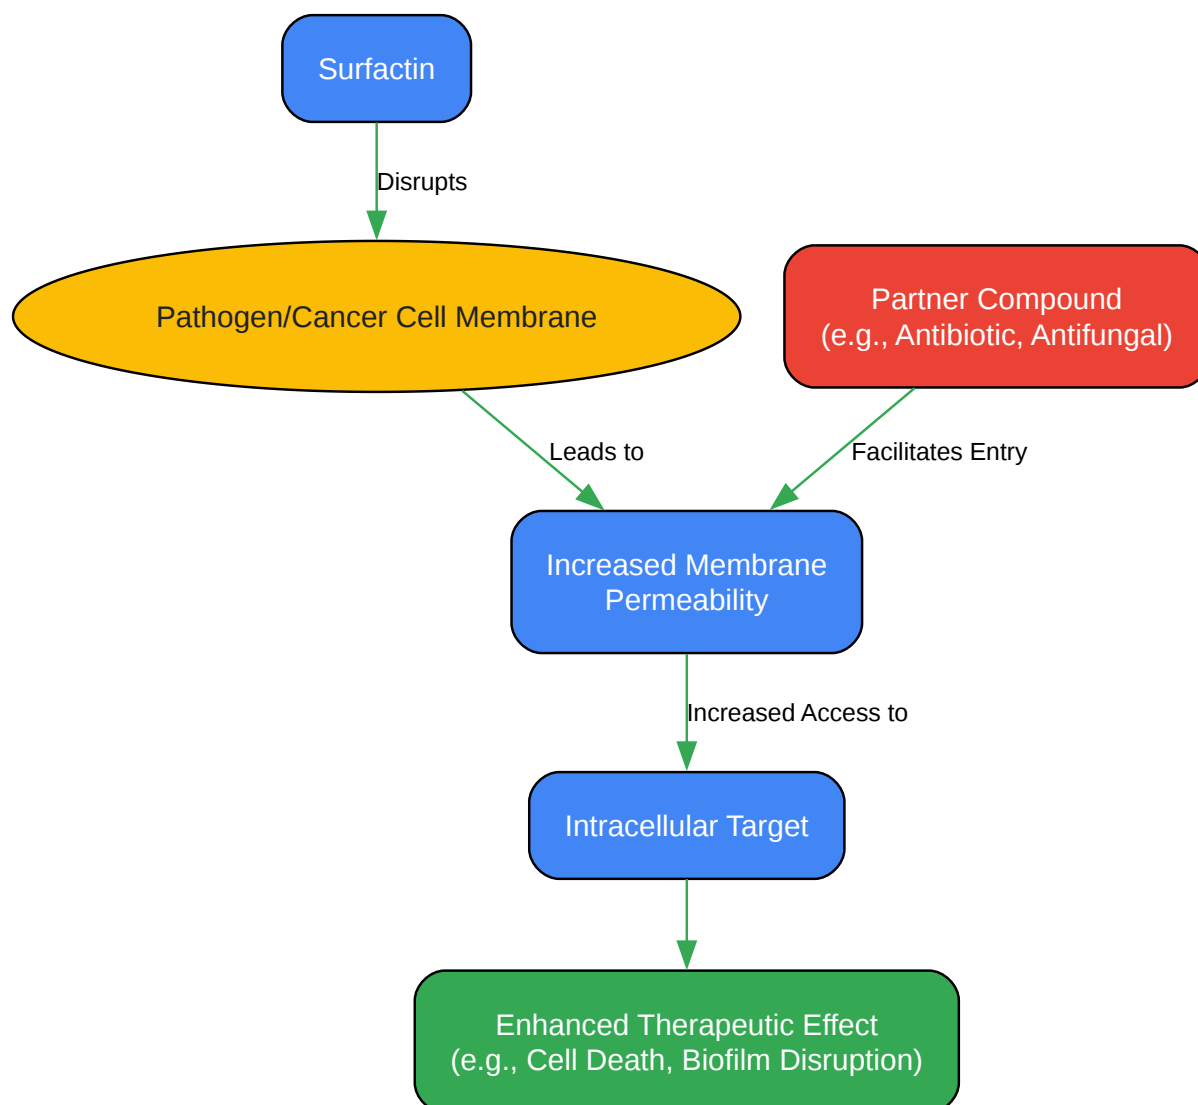 Surfactin
Disrupts
Pathogen/Cancer Cell Membrane
Partner Compound
(e.g., Antibiotic, Antifungal)
Leads to
Facilitates Entry
Increased Membrane
Permeability
Increased Access to
Intracellular Target
Enhanced Therapeutic Effect
(e.g., Cell Death, Biofilm Disruption)